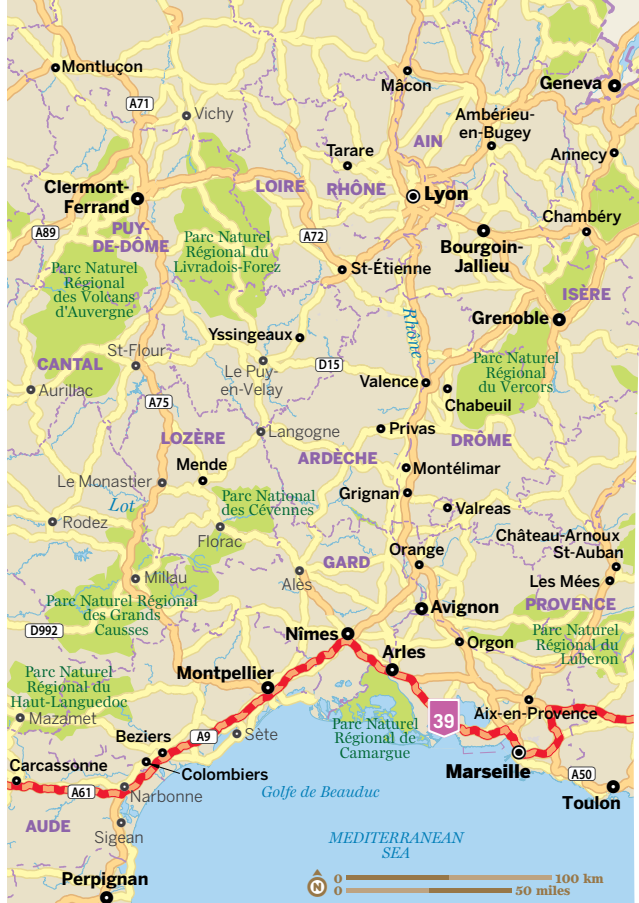 Montluçon
Mâcon
Geneva
A71
Vichy
Ambérieu-
en-Bugey
AIN
Tarare
Annecy
Clermont-
Ferrand
LOIRE
RHÔNE
Lyon
A89
PUY-
DE-DÔME
Parc Naturel
Régional du
Livradois-Forez
A72
Chambéry
Bourgoin-
Jallieu
Parc Naturel
Régional
des Volcans
d'Auvergne
St-Étienne
ISÈRE
Rhône
Grenoble
Yssingeaux
St-Flour
CANTAL
Le Puy-
en-Velay
D15
Parc Naturel
Régional
du Vercors
Aurillac
Valence
Chabeuil
A75
LOZÈRE
Langogne
Privas
DRÔME
Mende
ARDÈCHE
Montélimar
Le Monastier
Lot
Parc National
des Cévennes
Grignan
Valreas
Rodez
Florac
Château-Arnoux
St-Auban
Orange
GARD
Millau
Alès
Les Mées
Parc Naturel Régional
des Grands
Causses
Avignon
PROVENCE
D992
Nîmes
Orgon
Parc Naturel
Régional du
Luberon
Arles
Parc Naturel
Régional du
Haut-Languedoc
Montpellier
Mazamet
39
Aix-en-Provence
Parc Naturel
Régional de
Camargue
Beziers
A9
Sète
Carcassonne
Colombiers
Marseille
A50
A61
Narbonne
Golfe de Beauduc
Toulon
AUDE
Sigean
MEDITERRANEAN
SEA
Perpignan
N
0 100 km
0 50 miles